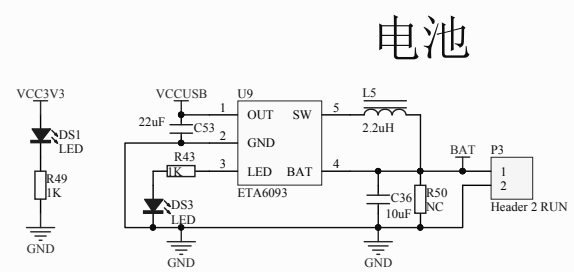 电池
VCC3V3
VCCUSB
U9
L5
1
OUT
SW
5
22uF
C53
2.2uH
DS1
LED
2
GND
BAT
P3
R43
1K
3
LED
BAT
4
1
2
R49
1K
ETA6093
DS3
LED
C36
10uF
R50
NC
Header 2 RUN
GND
GND
GND